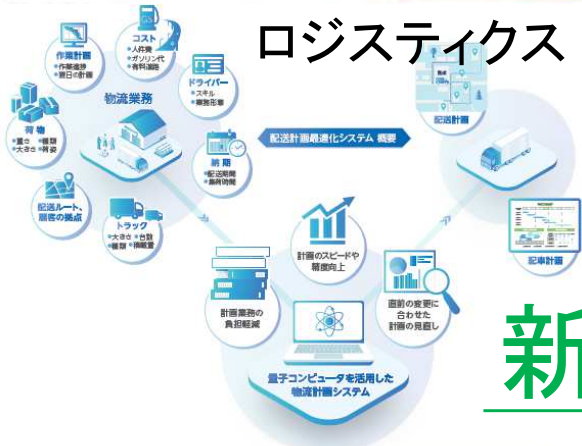 ロジスティクス
コスト
•人件費
•ガソリン代
•有料道路
作業計画
•作業進捗
•翌日の計画
ドライバー
•スキル
•業務形態
物流業務
荷物
•重さ •種類
•大きさ •荷姿
納期
•配送期間
•集荷時間
配送計画最適化システム 概要
配送計画
配送ルート、
顧客の拠点
トラック
•大きさ •台数
•種類 •積載量
配車計画
計画のスピードや
精度向上
計画業務の
負担軽減
直前の変更に
合わせた
計画の見直し
量子コンピュータを活用した
物流計画システム
新